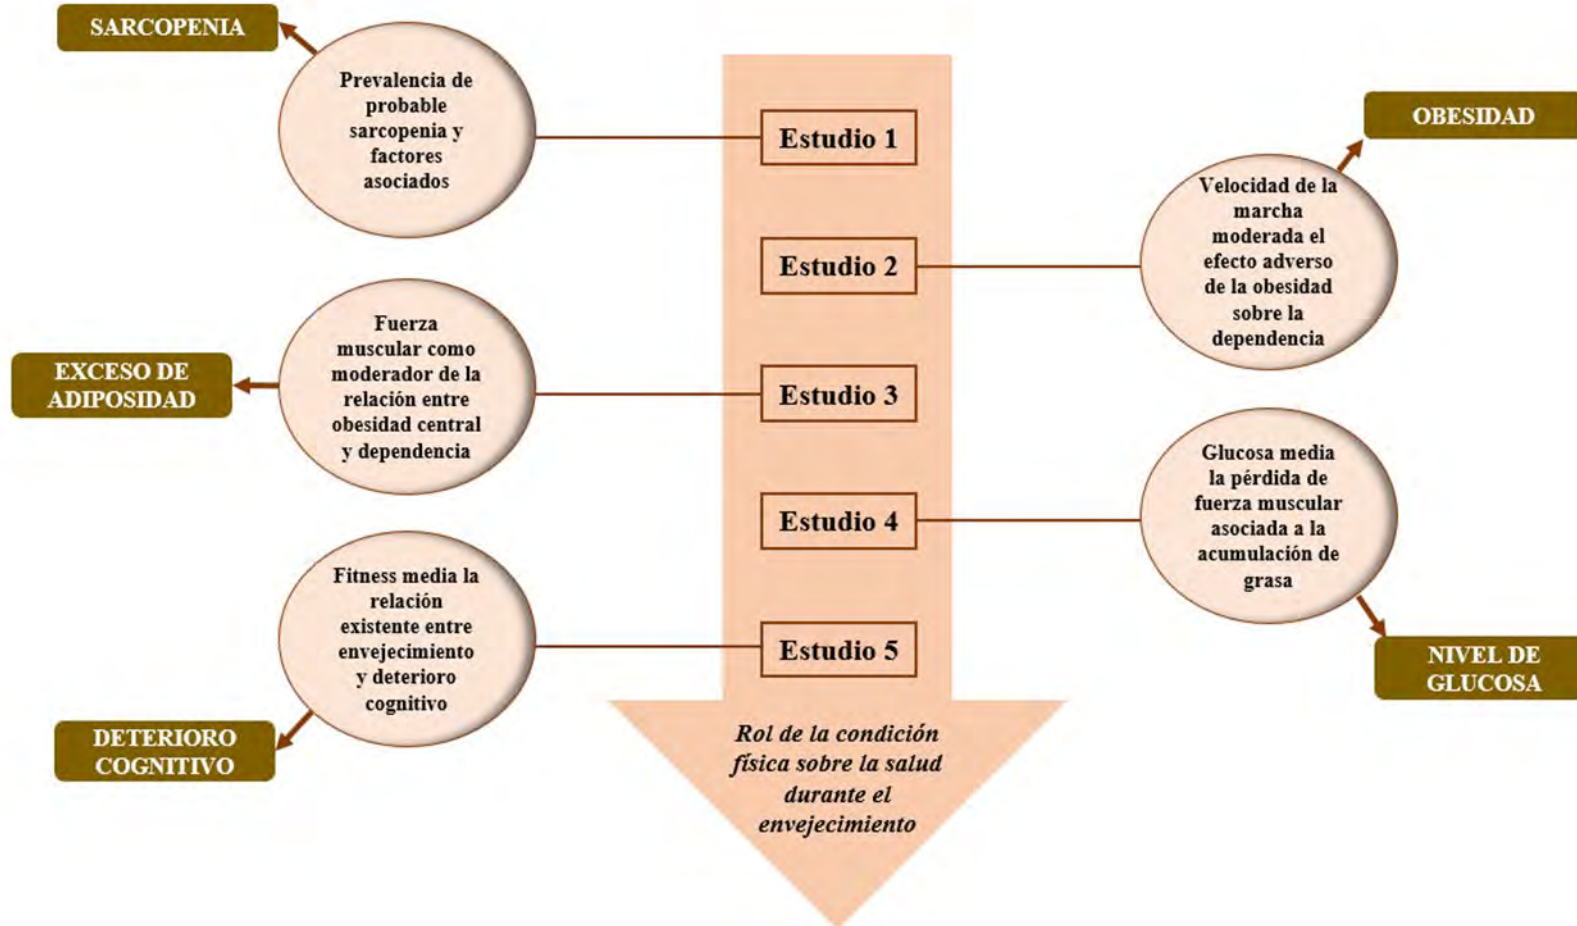 SARCOPENIA
Prevalencia de
probable
sarcopenia y
factores
asociados
Estudio 1
OBESIDAD
Velocidad de la
marcha
moderada el
efecto adverso
de la obesidad
sobre la
dependencia
Estudio 2
EXCESO DE
ADIPOSIDAD
Fuerza
muscular como
moderador de la
relación entre
obesidad central
y dependencia
Estudio 3
Glucosa media
la pérdida de
fuerza muscular
asociada a la
acumulación de
grasa
Estudio 4
NIVEL DE
GLUCOSA
Fitness media la
relación
existente entre
envejecimiento
y deterioro
cognitivo
Estudio 5
DETERIORO
COGNITIVO
Rol de la condición
física sobre la salud
durante el
envejecimiento